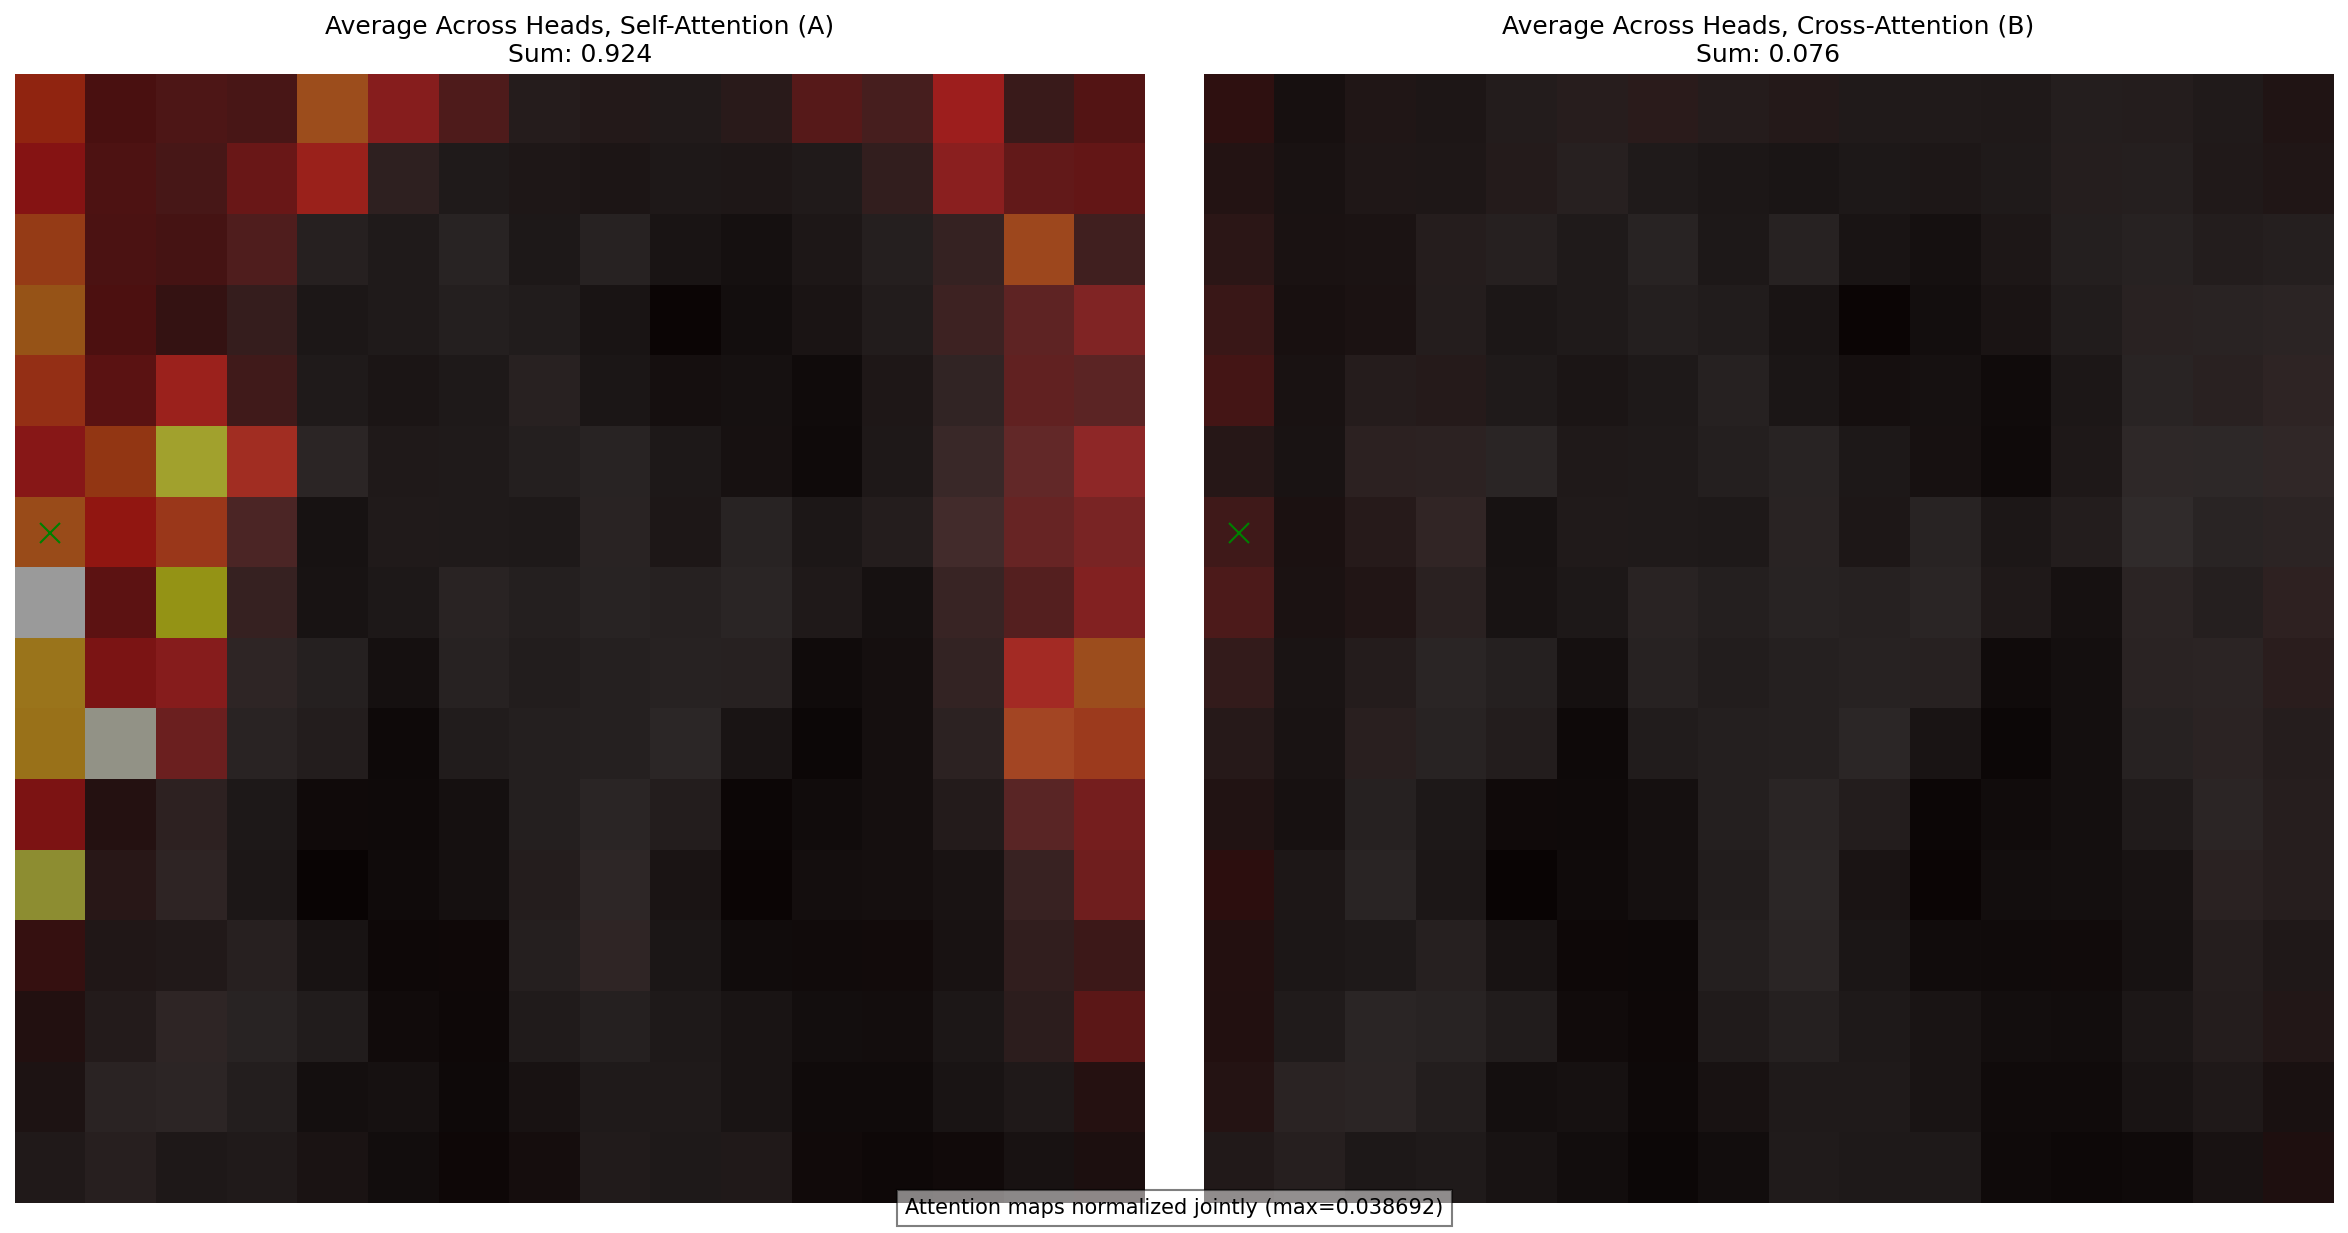 Average Across Heads, Self-Attention (A)
Sum: 0.924
Average Across Heads, Cross-Attention (B)
Sum: 0.076
Attention maps normalized jointly (max=0.038692)